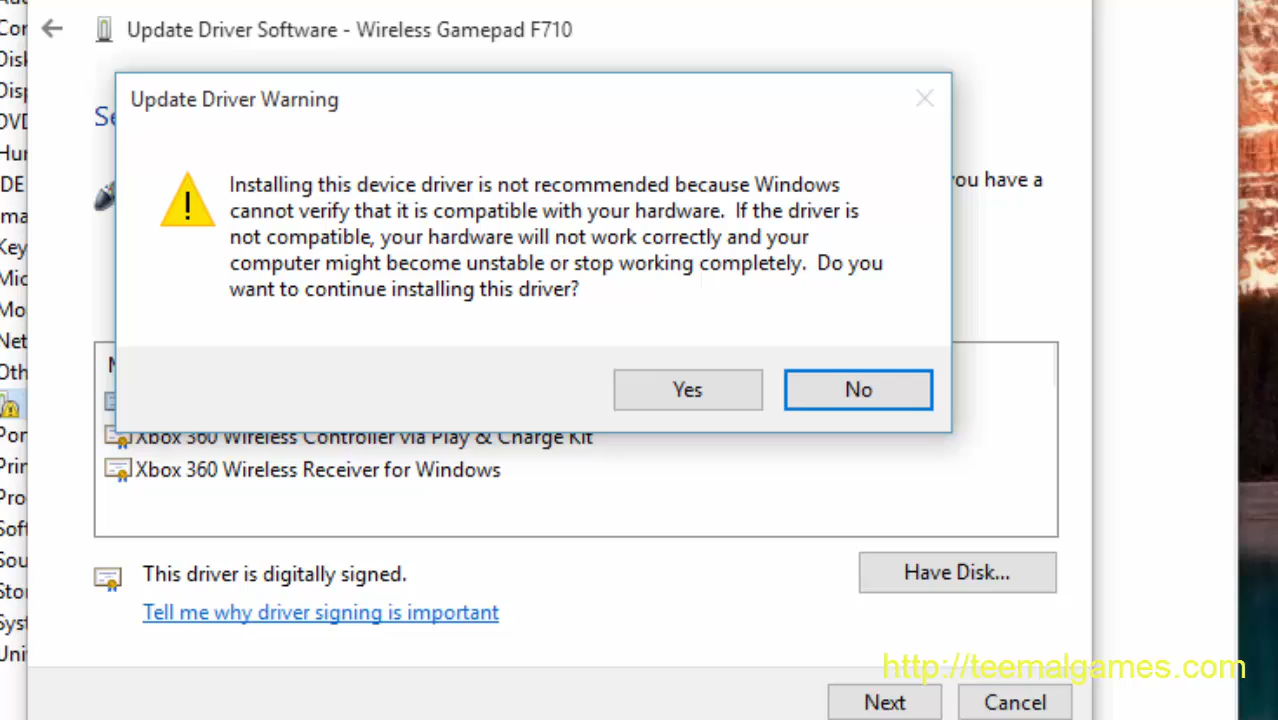 Update Driver Software - Wireless Gamepad F710
Update Driver Warning
Installing this device driver is not recommended because Windows
cannot verify that it is compatible with your hardware.  If the driver is
not compatible, your hardware will not work correctly and your
computer might become unstable or stop working completely.  Do you
want to continue installing this driver?
you have a
Yes
No
Xbox 360 Wireless Controller via Play & Charge Kit
Xbox 360 Wireless Receiver for Windows
This driver is digitally signed.
Have Disk...
Tell me why driver signing is important
http://teemalgames.com
Next
Cancel